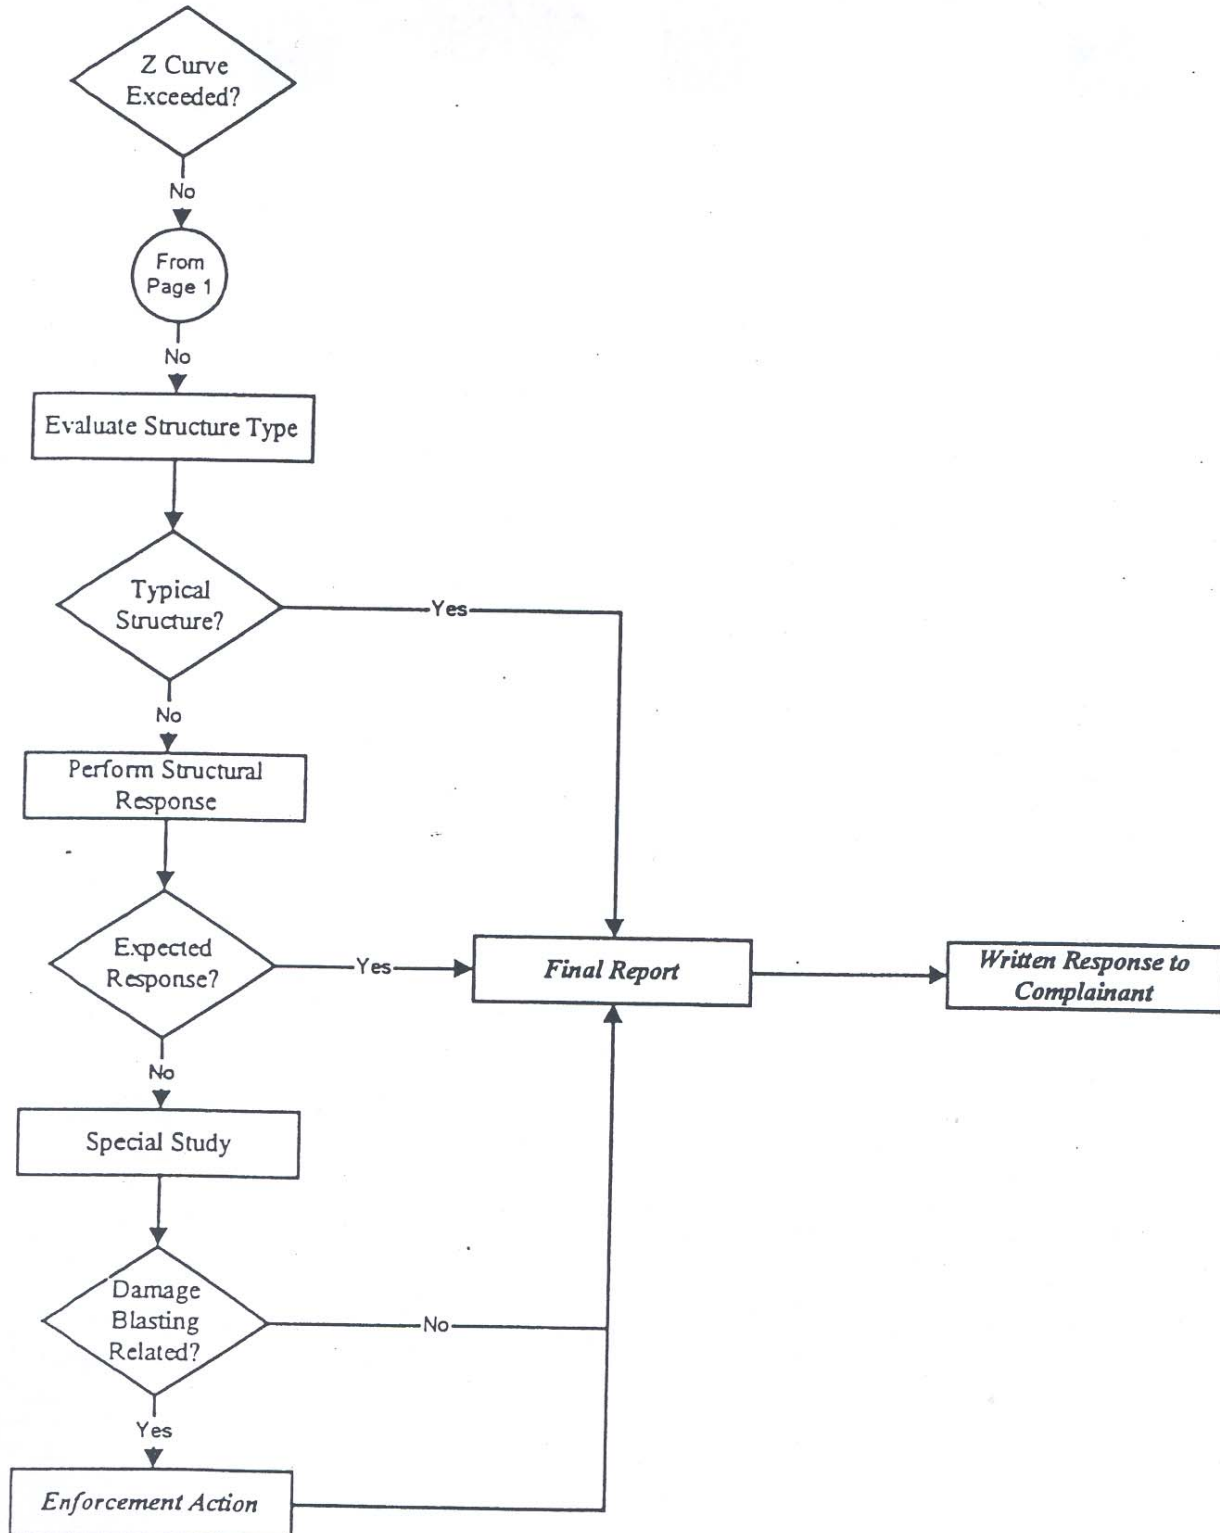 Z Curve
Exceeded?
No
From
Page 1
No
Evaluate Structure Type
Typical
Structure?
Yes
No
Perform Structural
Response
Expected
Response?
Yes
Final Report
Written Response to
Complainant
No
Special Study
Damage
Blasting
Related?
No
Yes
Enforcement Action